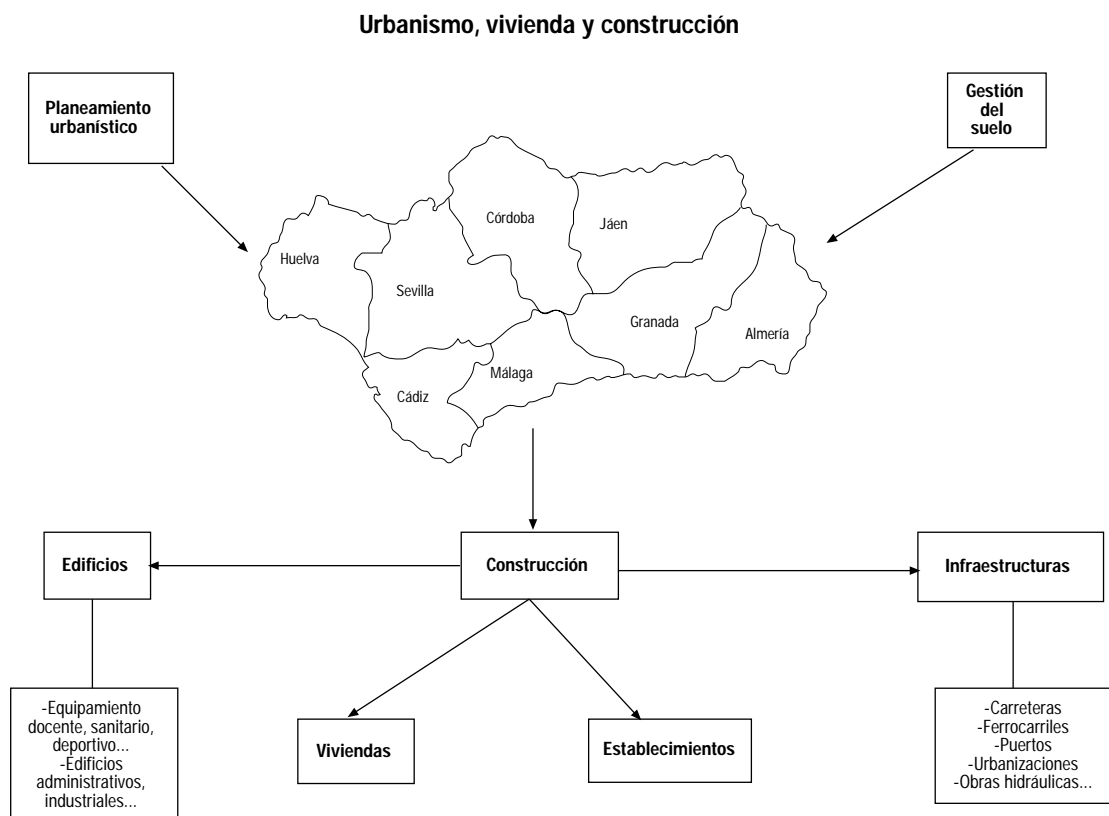 Urbanismo, vivienda y construcción
Planeamiento
urbanístico
Gestión
del
suelo
Córdoba
Jáen
Huelva
Sevilla
Granada
Almería
Málaga
Cádiz
Edificios
Construcción
Infraestructuras
-Equipamiento
docente, sanitario,
deportivo...
-Edificios
administrativos,
industriales...
Viviendas
Establecimientos
-Carreteras
-Ferrocarriles
-Puertos
-Urbanizaciones
-Obras hidráulicas...